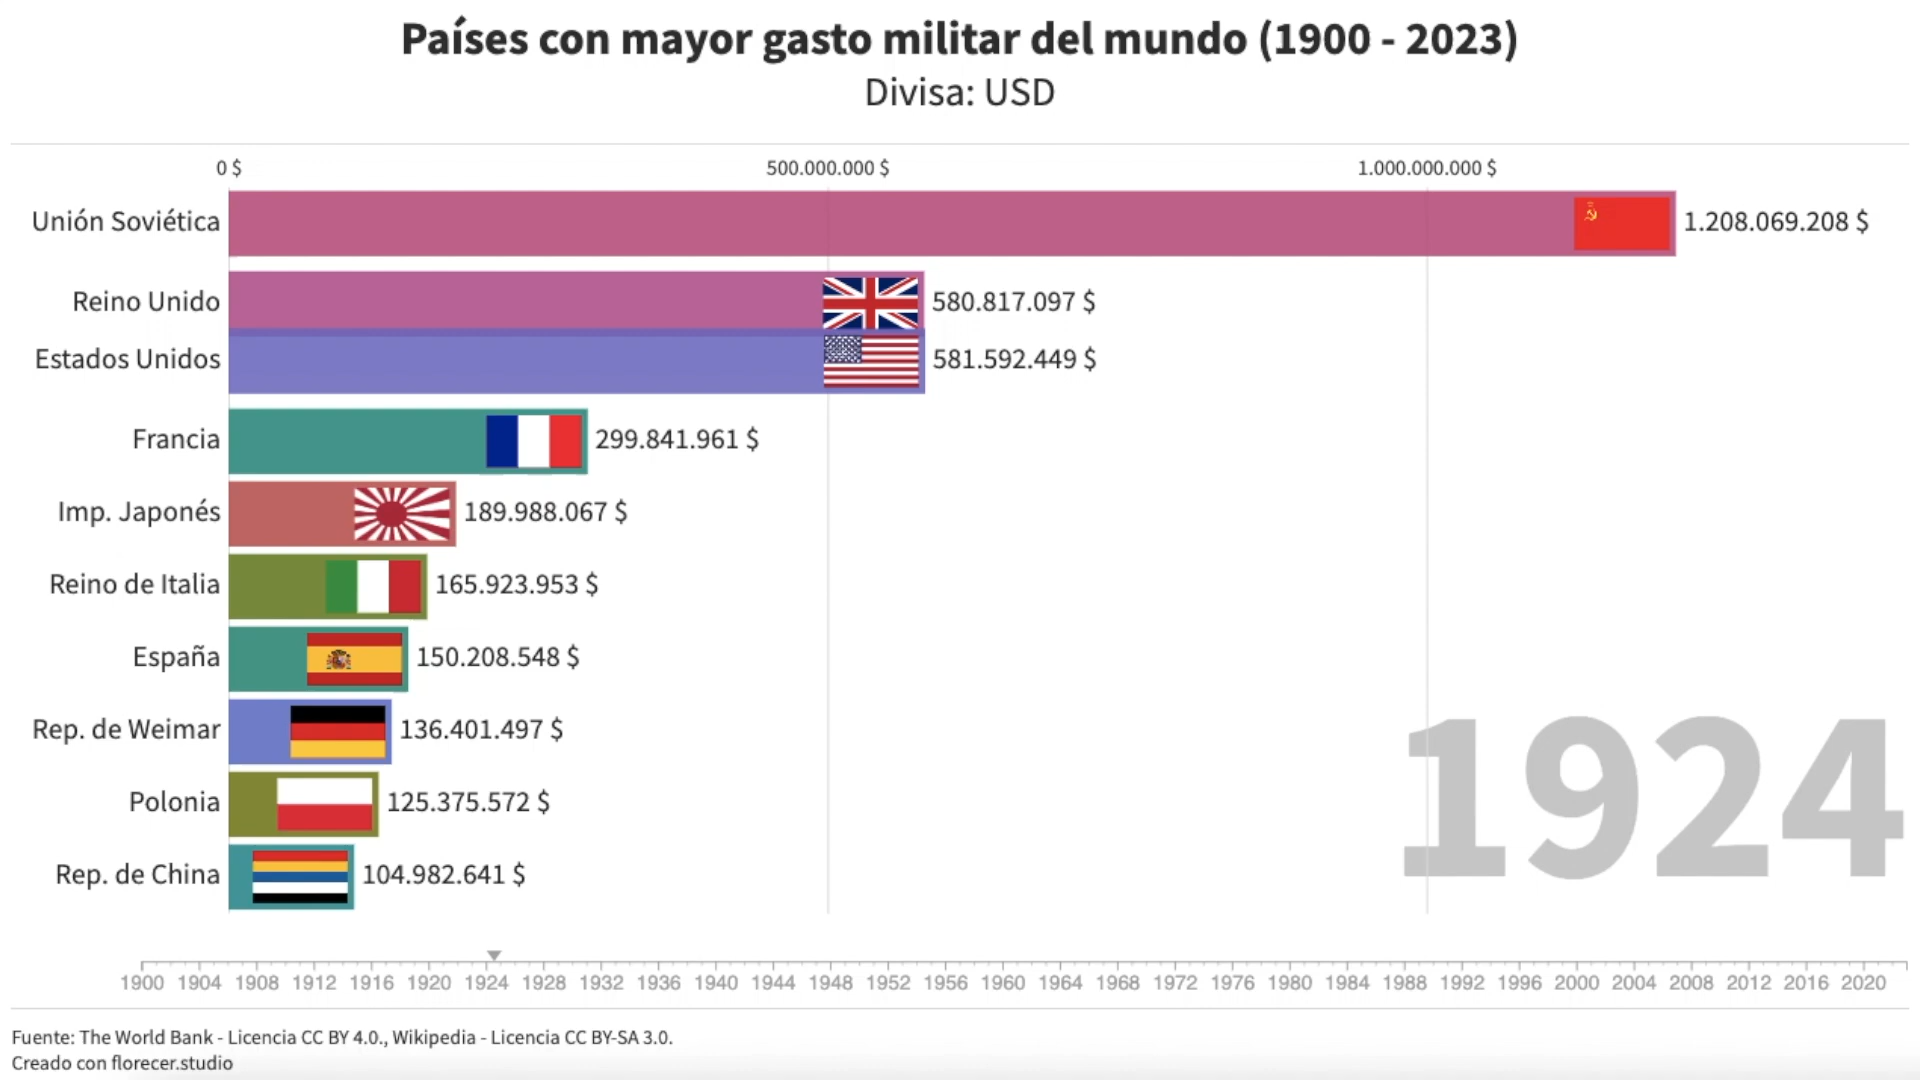 Países con mayor gasto militar del mundo (1900 - 2023)
Divisa: USD
0 $ 500.000.000 $ 1.000.000.000 $
Unión Soviética 1.208.069.208 $
Reino Unido 580.817.097 $
Estados Unidos 581.592.449 $
Francia 299.841.961 $
Imp. Japonés 189.988.067 $
Reino de Italia 165.923.953 $
España 150.208.548 $
Rep. de Weimar 136.401.497 $
Polonia 125.375.572 $
Rep. de China 104.982.641 $
1924
1900 1904 1908 1912 1916 1920 1924 1928 1932 1936 1940 1944 1948 1952 1956 1960 1964 1968 1972 1976 1980 1984 1988 1992 1996 2000 2004 2008 2012 2016 2020
Fuente: The World Bank - Licencia CC BY 4.0., Wikipedia - Licencia CC BY-SA 3.0.
Creado con florecer.studio